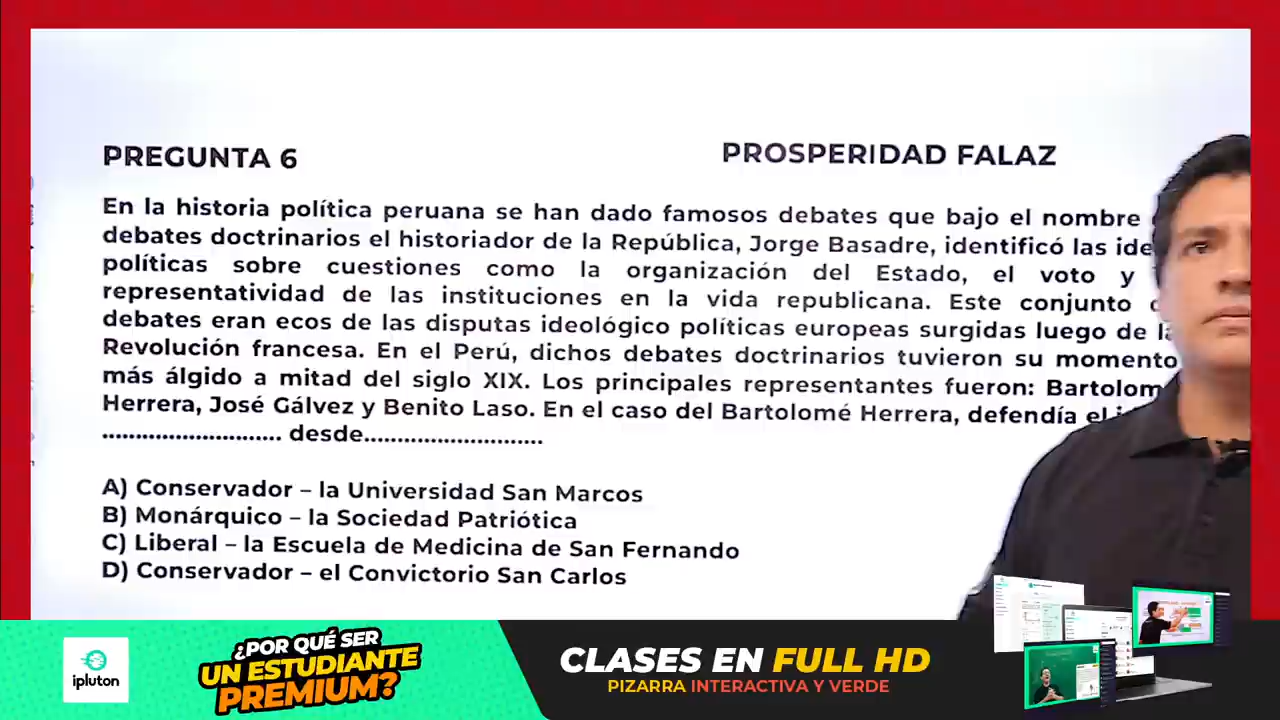 PREGUNTA 6
PROSPERIDAD FALAZ
En la historia política peruana se han dado famosos debates que bajo el nombre
debates doctrinarios el historiador de la República, Jorge Basadre, identificó las
políticas sobre cuestiones como la organización del Estado, el voto y
representatividad de las instituciones en la vida republicana. Este conjunto
debates eran ecos de las disputas ideológico políticas europeas surgidas luego de la
Revolución francesa. En el Perú, dichos debates doctrinarios tuvieron su momento
más álgido a mitad del siglo XIX. Los principales representantes fueron:
Herrera, José Gálvez y Benito Laso. En el caso del Bartolomé Herrera, defendía el
........................... desde...........................
A) Conservador – la Universidad San Marcos
B) Monárquico – la Sociedad Patriótica
C) Liberal – la Escuela de Medicina de San Fernando
D) Conservador – el Convictorio San Carlos
ipluton
¿POR QUÉ SER
UN ESTUDIANTE
PREMIUM?
CLASES EN FULL HD
PIZARRA INTERACTIVA Y VERDE